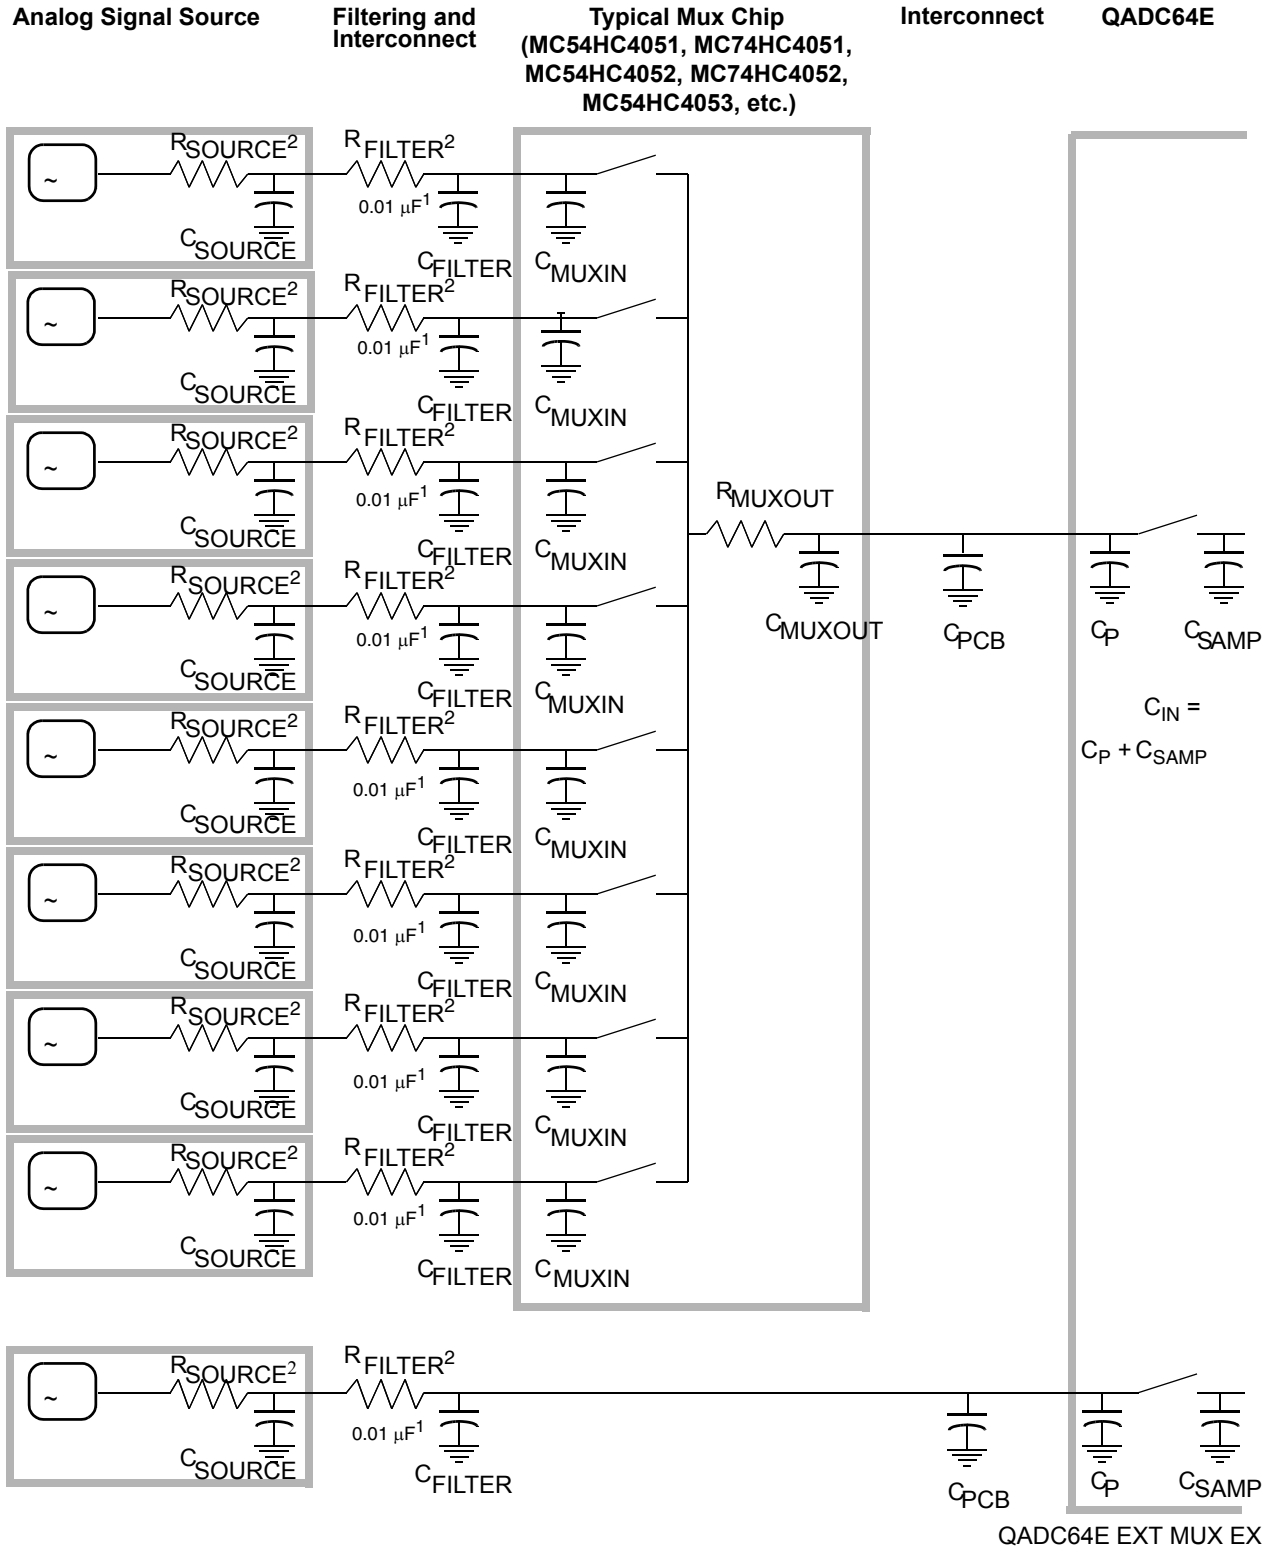 Analog Signal Source
Filtering and
Interconnect
Typical Mux Chip
(MC54HC4051, MC74HC4051,
MC54HC4052, MC74HC4052,
MC54HC4053, etc.)
Interconnect
QADC64E
~
RSOURCE2
CSOURCE
RFILTER2
0.01 μF1
CFILTER
CMUXIN
~
RSOURCE2
CSOURCE
RFILTER2
0.01 μF1
CFILTER
CMUXIN
~
RSOURCE2
CSOURCE
RFILTER2
0.01 μF1
CFILTER
CMUXIN
~
RSOURCE2
CSOURCE
RFILTER2
0.01 μF1
CFILTER
CMUXIN
~
RSOURCE2
CSOURCE
RFILTER2
0.01 μF1
CFILTER
CMUXIN
~
RSOURCE2
CSOURCE
RFILTER2
0.01 μF1
CFILTER
CMUXIN
~
RSOURCE2
CSOURCE
RFILTER2
0.01 μF1
CFILTER
CMUXIN
~
RSOURCE2
CSOURCE
RFILTER2
0.01 μF1
CFILTER
CMUXIN
RMUXOUT
CMUXOUT
CPCB
CP
CSAMP
CIN =
CP + CSAMP
~
RSOURCE2
CSOURCE
RFILTER2
0.01 μF1
CFILTER
CPCB
CP
CSAMP
QADC64E EXT MUX EX